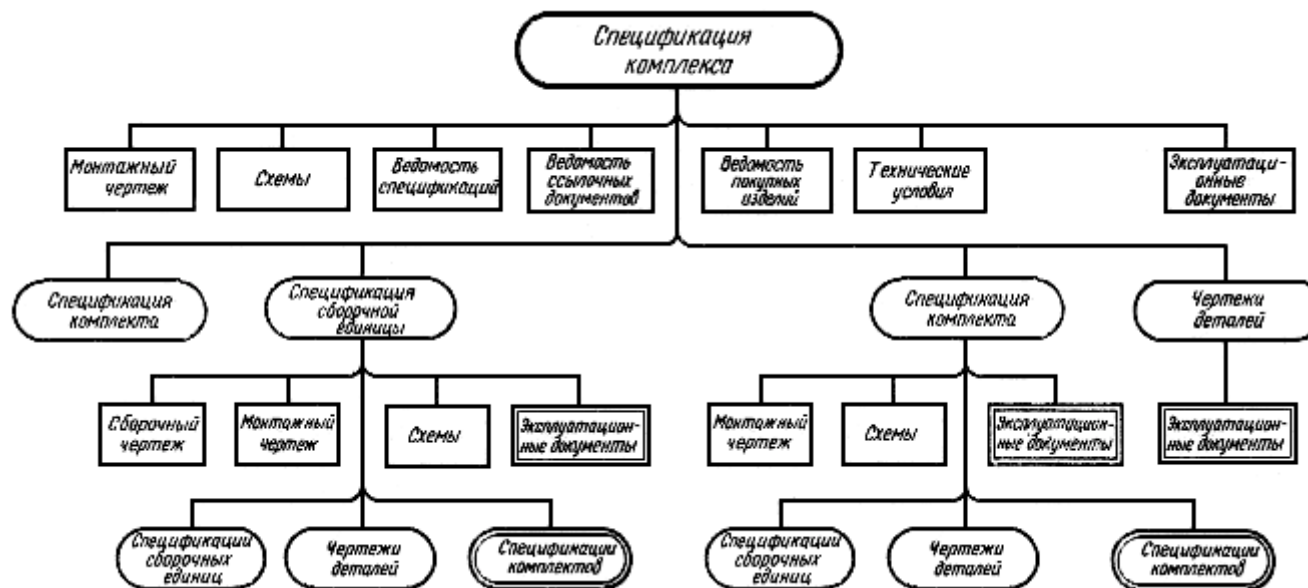 Спецификация
комплекса
Монтажный
чертеж
Схемы
Ведомость
спецификаций
Ведомость
ссылочных
документов
Ведомость
покупных
изделий
Технические
условия
Эксплуатаци-
онные
документы
Спецификация
комплекта
Спецификация
сборочной
единицы
Спецификация
комплекта
Чертежи
деталей
Сборочный
чертеж
Монтажный
чертеж
Схемы
Эксплуатацион-
ные документы
Монтажный
чертеж
Схемы
Эксплуатацион-
ные документы
Эксплуатацион-
ные документы
Спецификации
сборочных
единиц
Чертежи
деталей
Спецификации
комплектов
Спецификации
сборочных
единиц
Чертежи
деталей
Спецификации
комплектов